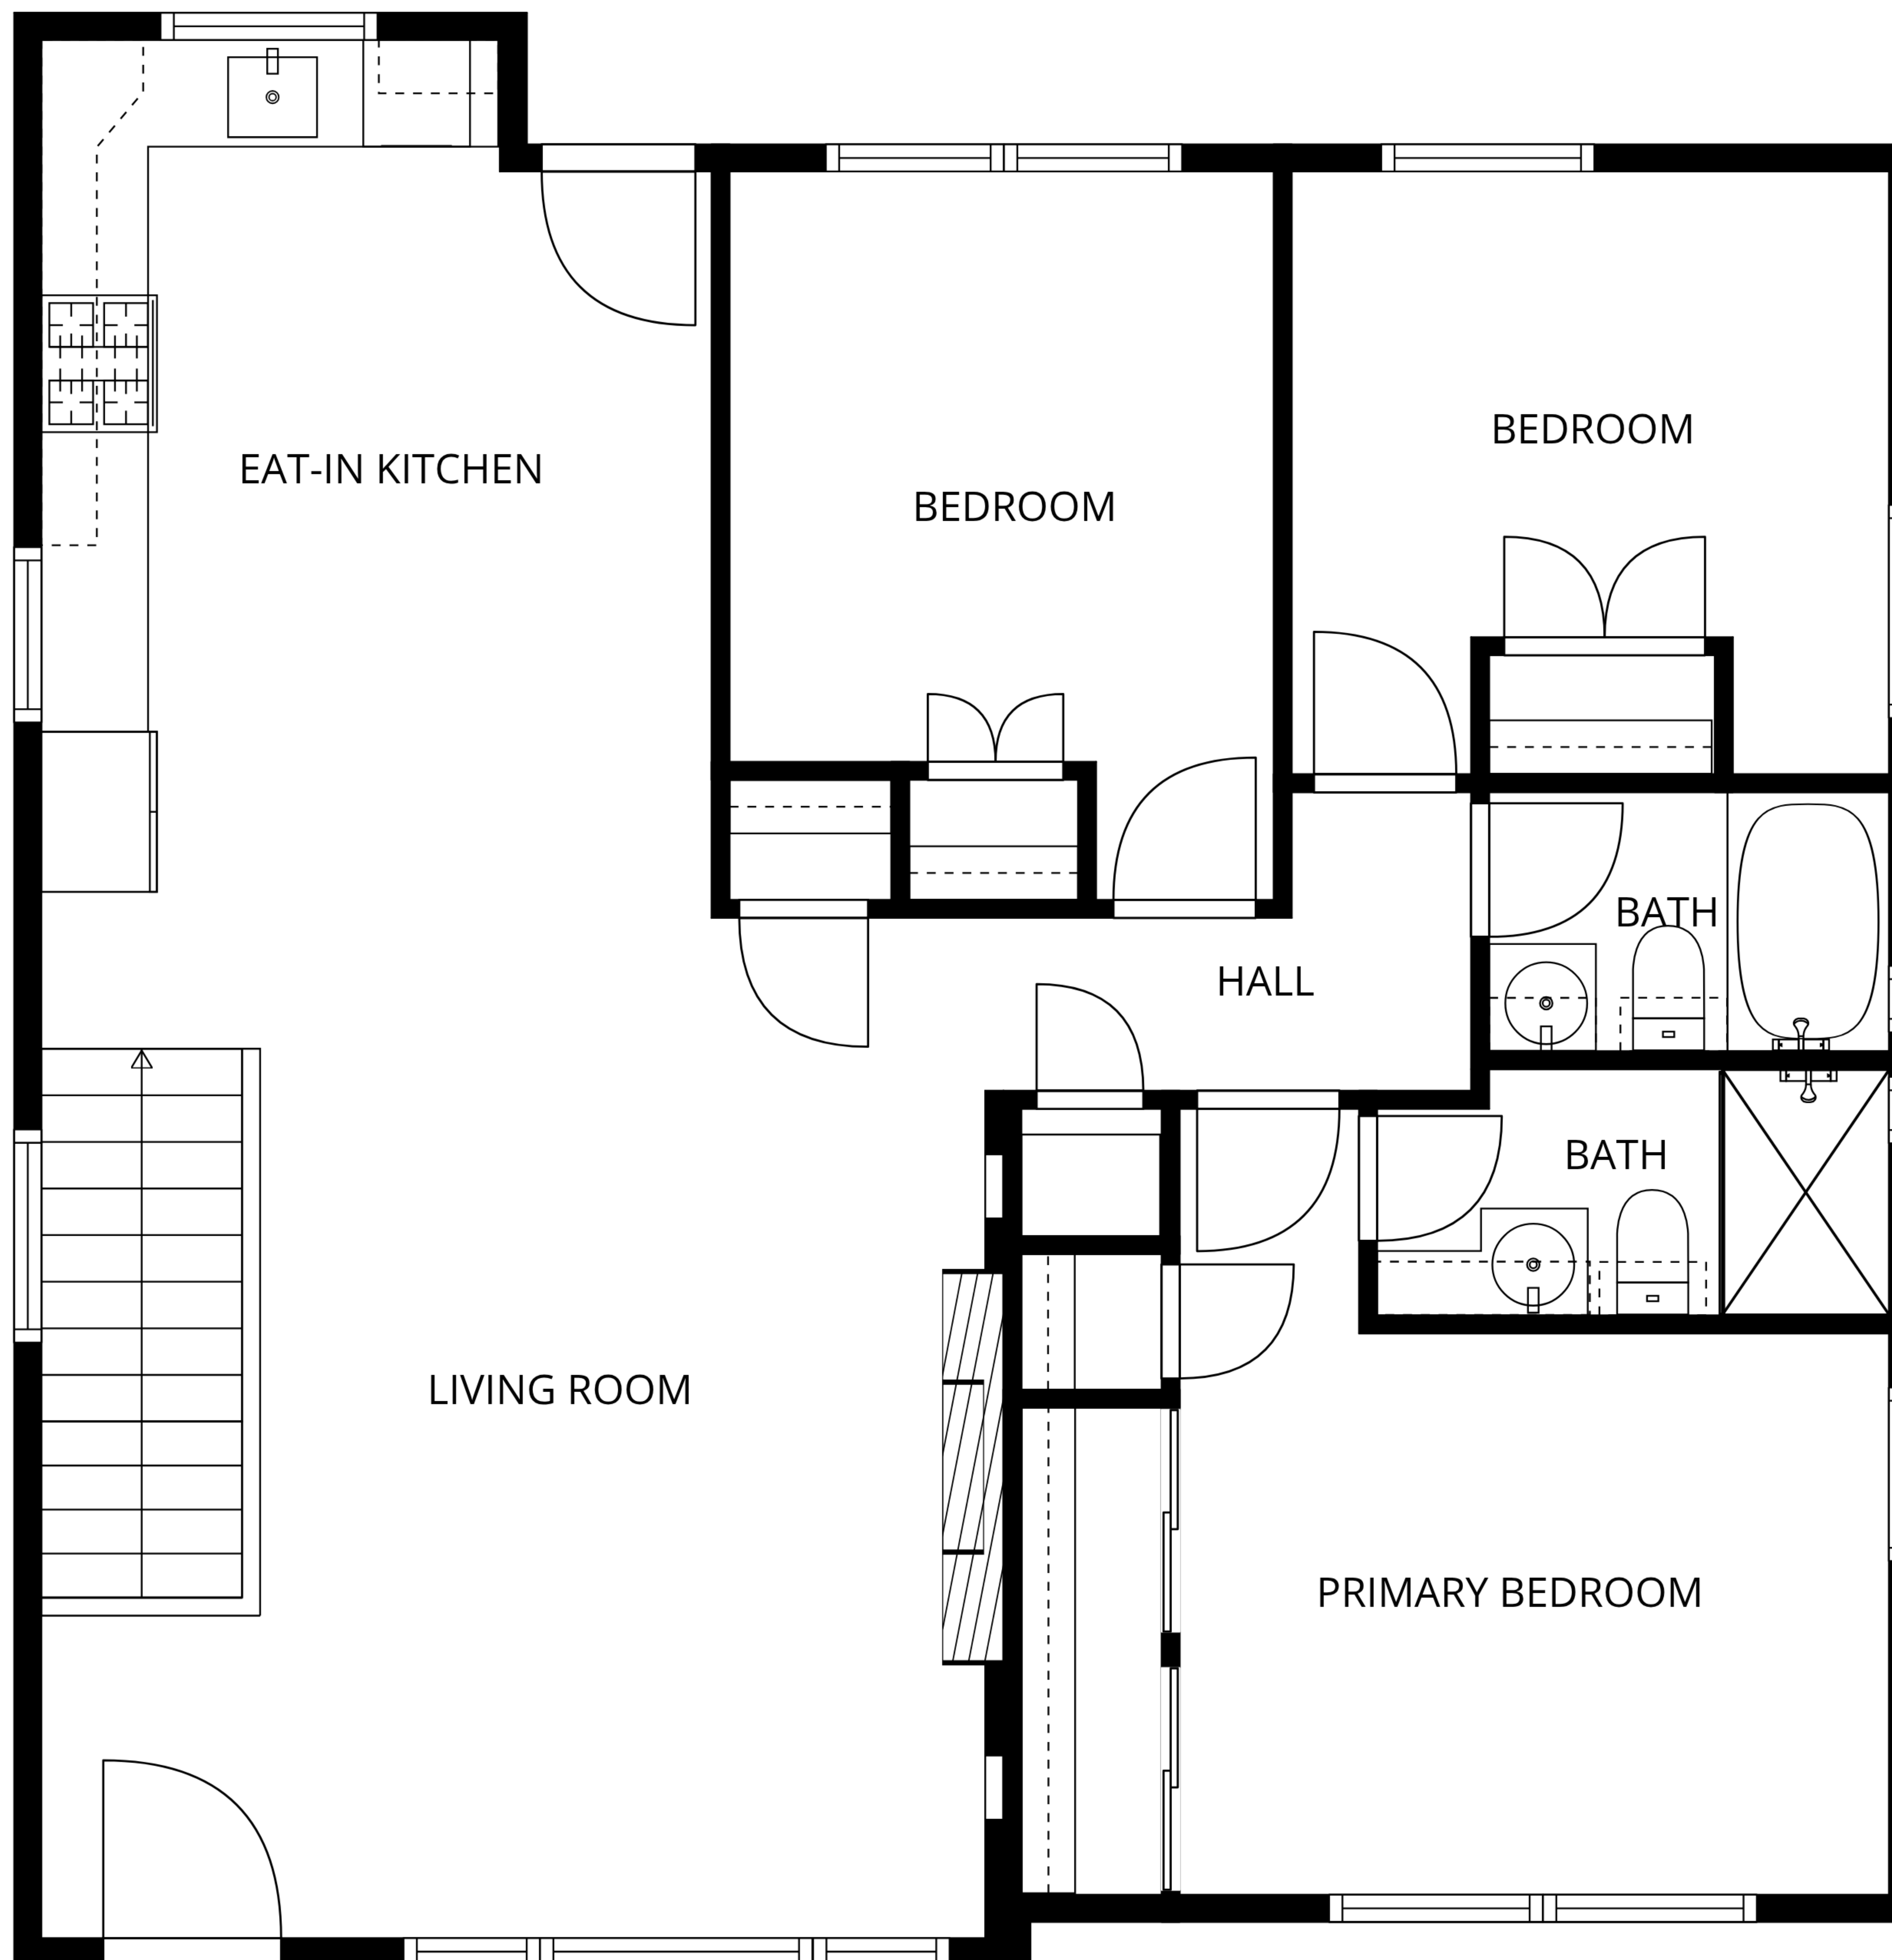 BEDROOM
EAT-IN KITCHEN
BEDROOM
BATH
HALL
BATH
LIVING ROOM
PRIMARY BEDROOM